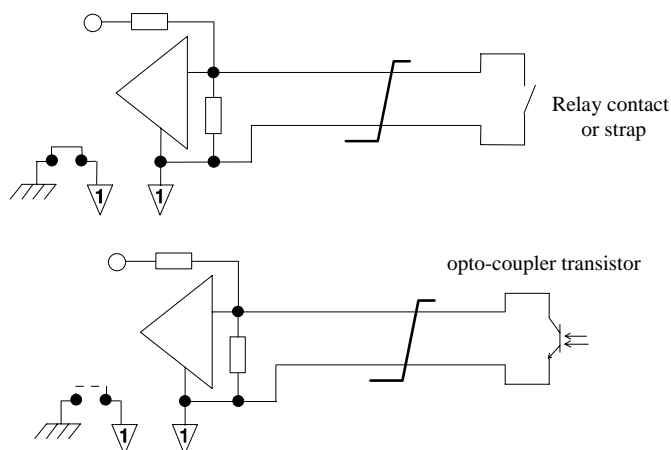 Relay contact
or strap
1
1
opto-coupler transistor
1
1